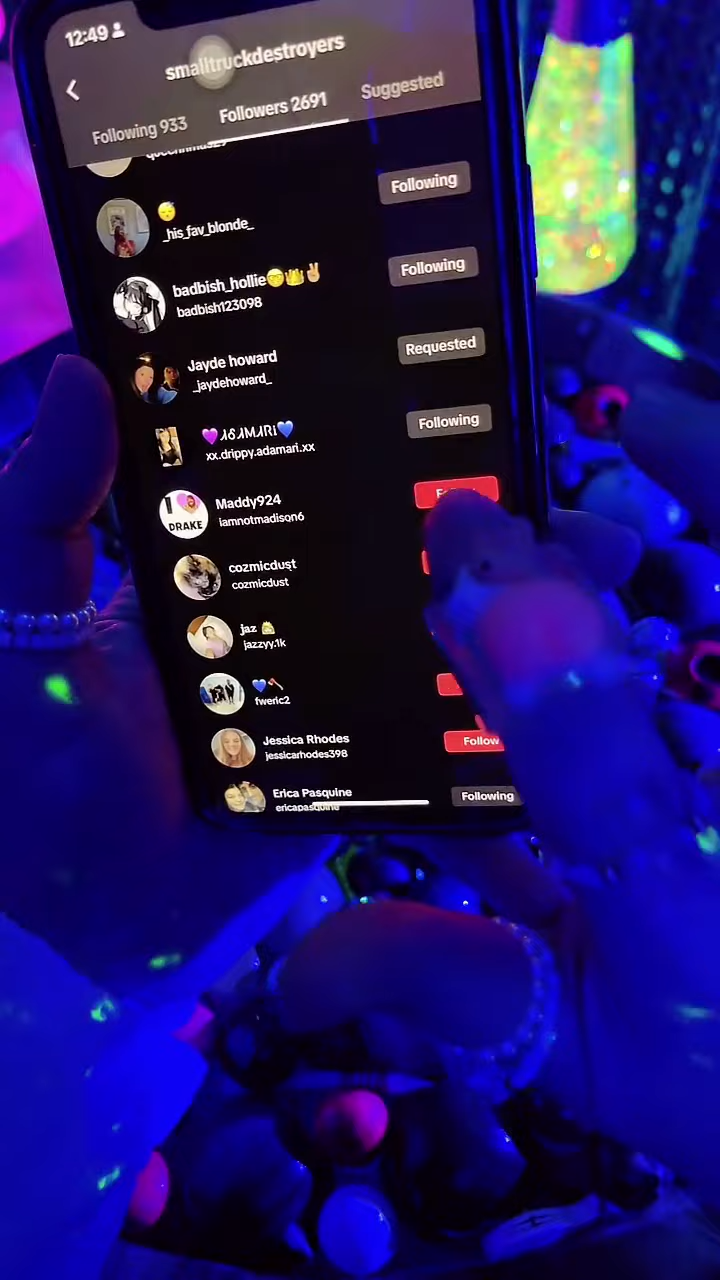 12:49
smalltruckdestroyers
Following 933
Followers 2691
Suggested
Following
😴
_his_fav_blonde_
Following
badbish_hollie🤓👑✌🏼
badbish123098
Following
Jayde howard
_jaydehoward_
Requested
xx.drippy.adamari.xx
Following
I
DRAKE
Maddy924
iamnotmadison6
cozmicdust
cozmicdust
jaz
jazzyy.1k
💙🪓
fweric2
Jessica Rhodes
jessicarhodes398
Follow
Erica Pasquine
ericapasquine
Following